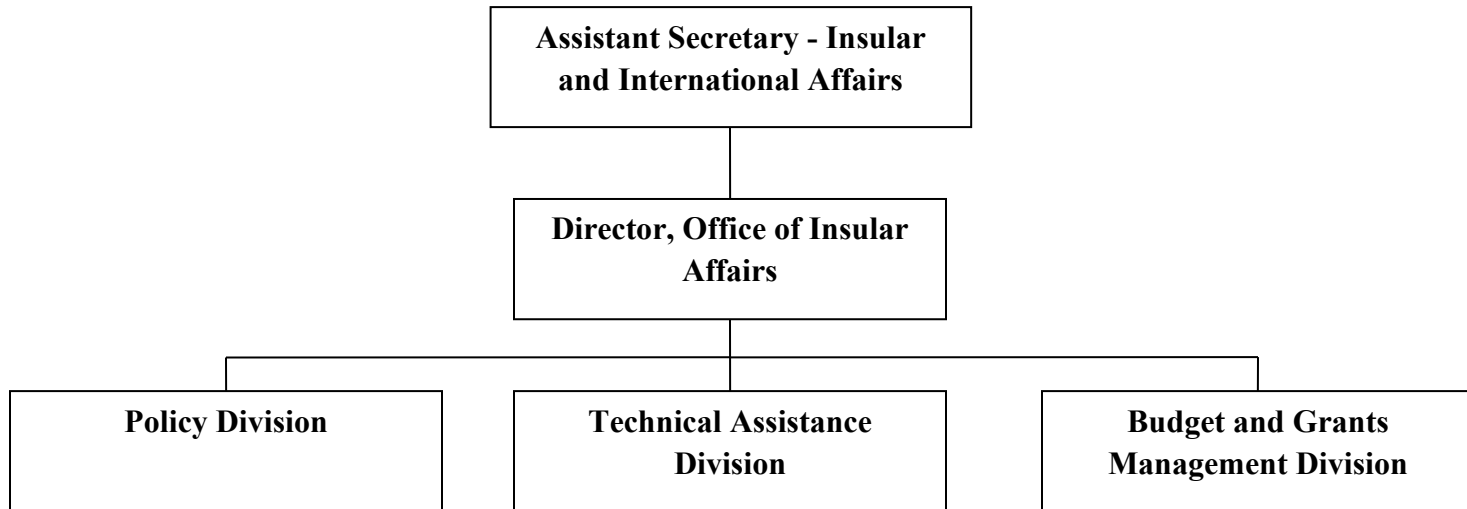 Assistant Secretary - Insular
and International Affairs
Director, Office of Insular
Affairs
Policy Division
Technical Assistance
Division
Budget and Grants
Management Division